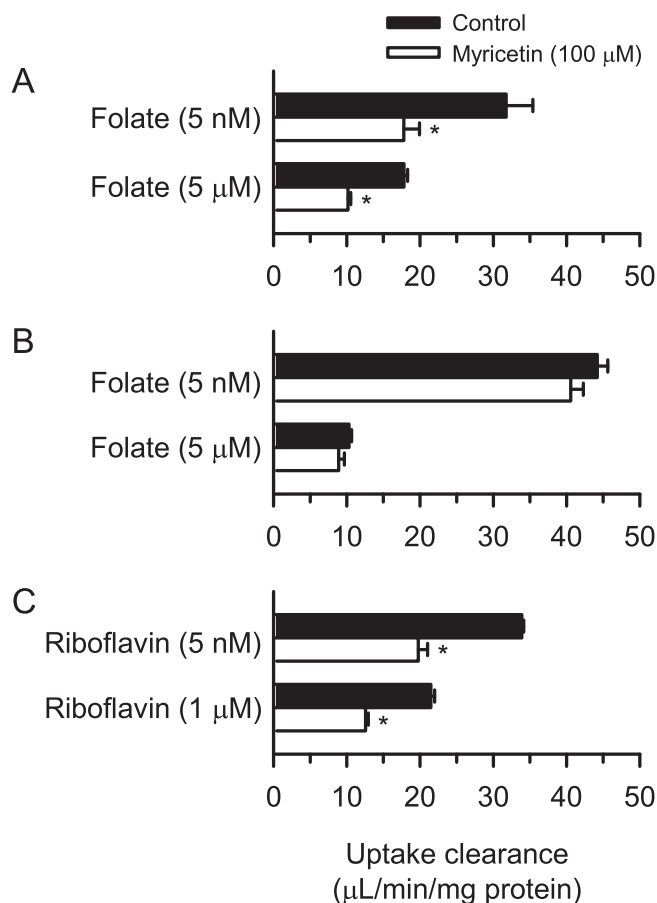 Control
Myricetin (100 μM)
A
Folate (5 nM)
*
Folate (5 μM)
*
0 10 20 30 40 50
B
Folate (5 nM)
Folate (5 μM)
0 10 20 30 40 50
C
Riboflavin (5 nM)
*
Riboflavin (1 μM)
*
0 10 20 30 40 50
Uptake clearance
(μL/min/mg protein)